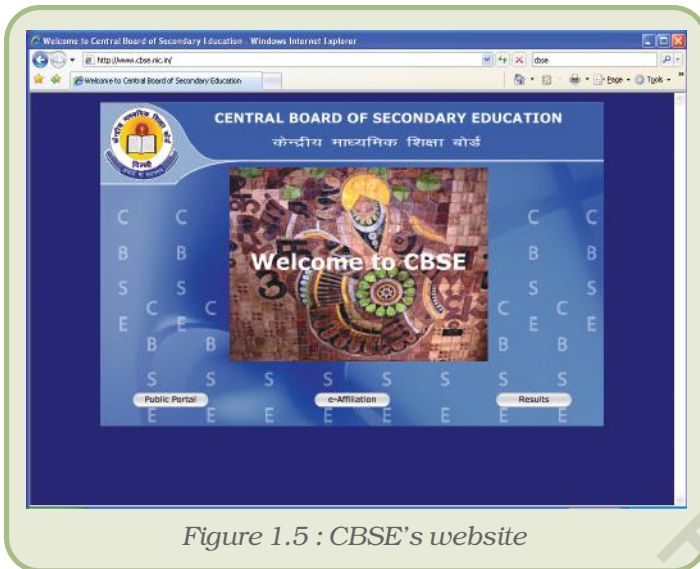 Welcome to Central Board of Secondary Education - Windows Internet Explorer
http://www.cbse.nic.in/
cbse
Welcome to Central Board of Secondary Education
Page
Tools
CENTRAL BOARD OF SECONDARY EDUCATION
केन्द्रीय माध्यमिक शिक्षा बोर्ड
Welcome to CBSE
C C C C
B B B B
S S S S
C C C C
E E E E
B B B B
S S S S S S S S
Public Portal
e-Affiliation
Results
E E E E E E E
Figure 1.5 : CBSE's website